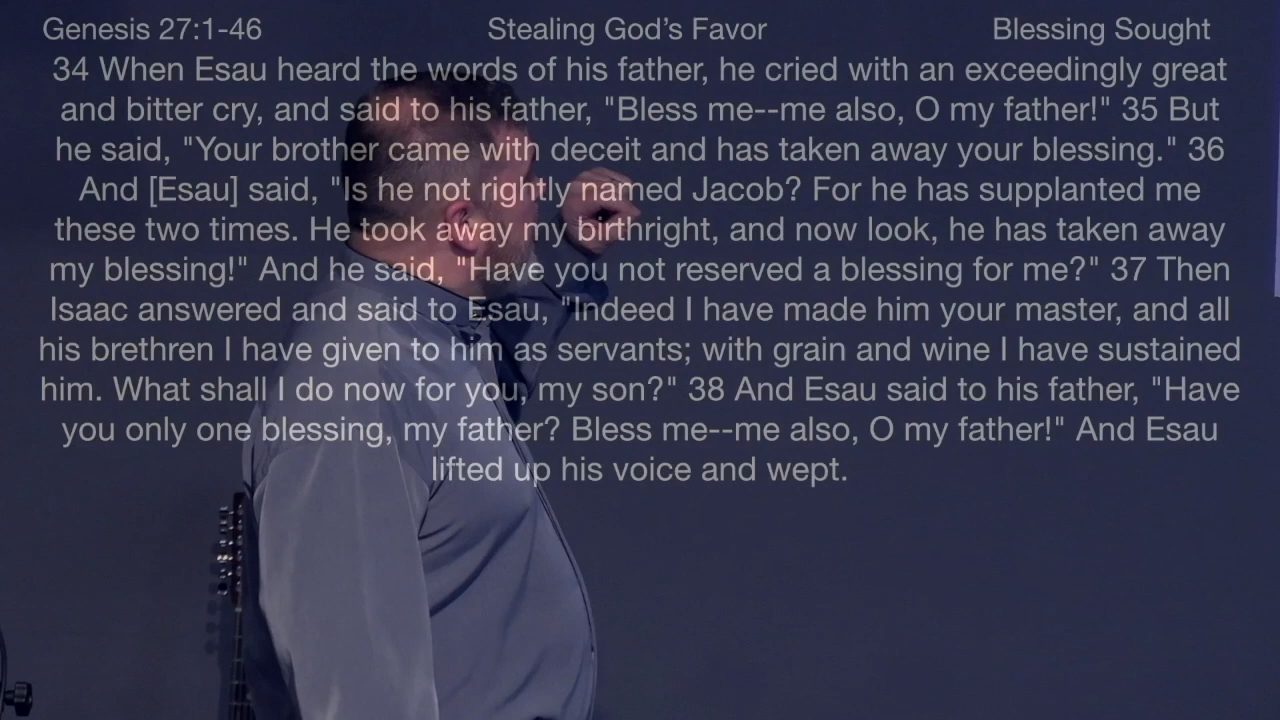 Genesis 27:1-46 Stealing God’s Favor Blessing Sought
34 When Esau heard the words of his father, he cried with an exceedingly great
and bitter cry, and said to his father, "Bless me--me also, O my father!" 35 But
he said, "Your brother came with deceit and has taken away your blessing." 36
And [Esau] said, "Is he not rightly named Jacob? For he has supplanted me
these two times. He took away my birthright, and now look, he has taken away
my blessing!" And he said, "Have you not reserved a blessing for me?" 37 Then
Isaac answered and said to Esau, "Indeed I have made him your master, and all
his brethren I have given to him as servants; with grain and wine I have sustained
him. What shall I do now for you, my son?" 38 And Esau said to his father, "Have
you only one blessing, my father? Bless me--me also, O my father!" And Esau
lifted up his voice and wept.